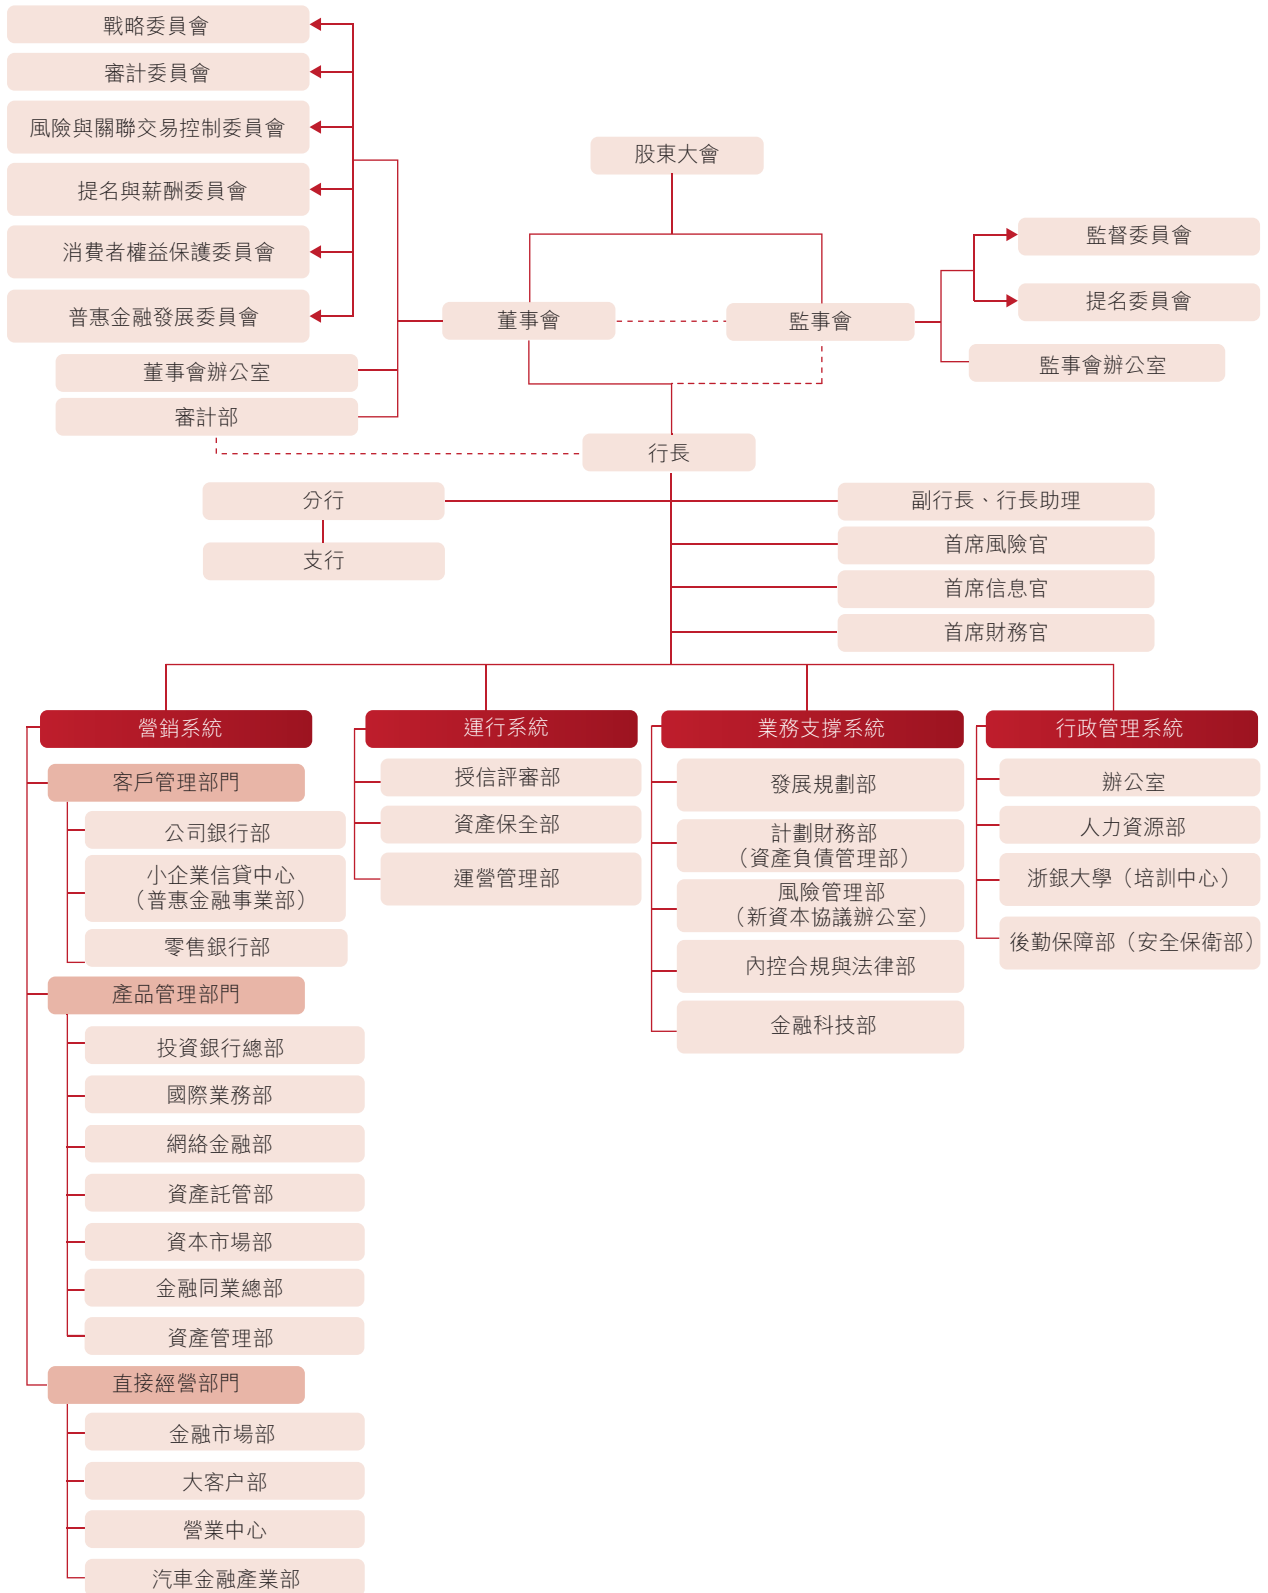 戰略委員會
審計委員會
風險與關聯交易控制委員會
提名與薪酬委員會
消費者權益保護委員會
普惠金融發展委員會
董事會辦公室
審計部
股東大會
董事會
監事會
監督委員會
提名委員會
監事會辦公室
行長
分行
支行
副行長、行長助理
首席風險官
首席信息官
首席財務官
營銷系統
客戶管理部門
公司銀行部
小企業信貸中心
（普惠金融事業部）
零售銀行部
產品管理部門
投資銀行總部
國際業務部
網絡金融部
資產託管部
資本市場部
金融同業總部
資產管理部
直接經營部門
金融市場部
大客户部
營業中心
汽車金融產業部
運行系統
授信評審部
資產保全部
運營管理部
業務支撐系統
發展規劃部
計劃財務部
（資產負債管理部）
風險管理部
（新資本協議辦公室）
內控合規與法律部
金融科技部
行政管理系統
辦公室
人力資源部
浙銀大學（培訓中心）
後勤保障部（安全保衛部）